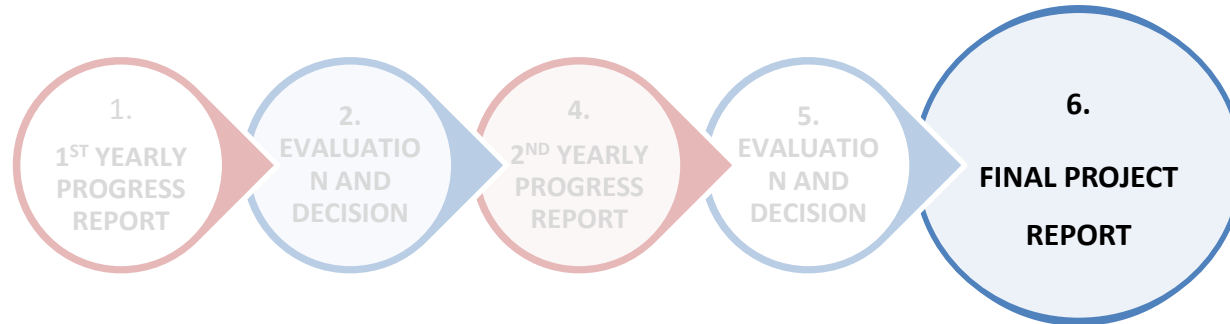 1.
1ST YEARLY
PROGRESS
REPORT
2.
EVALUATIO
N AND
DECISION
4.
2ND YEARLY
PROGRESS
REPORT
5.
EVALUATIO
N AND
DECISION
6.
FINAL PROJECT
REPORT